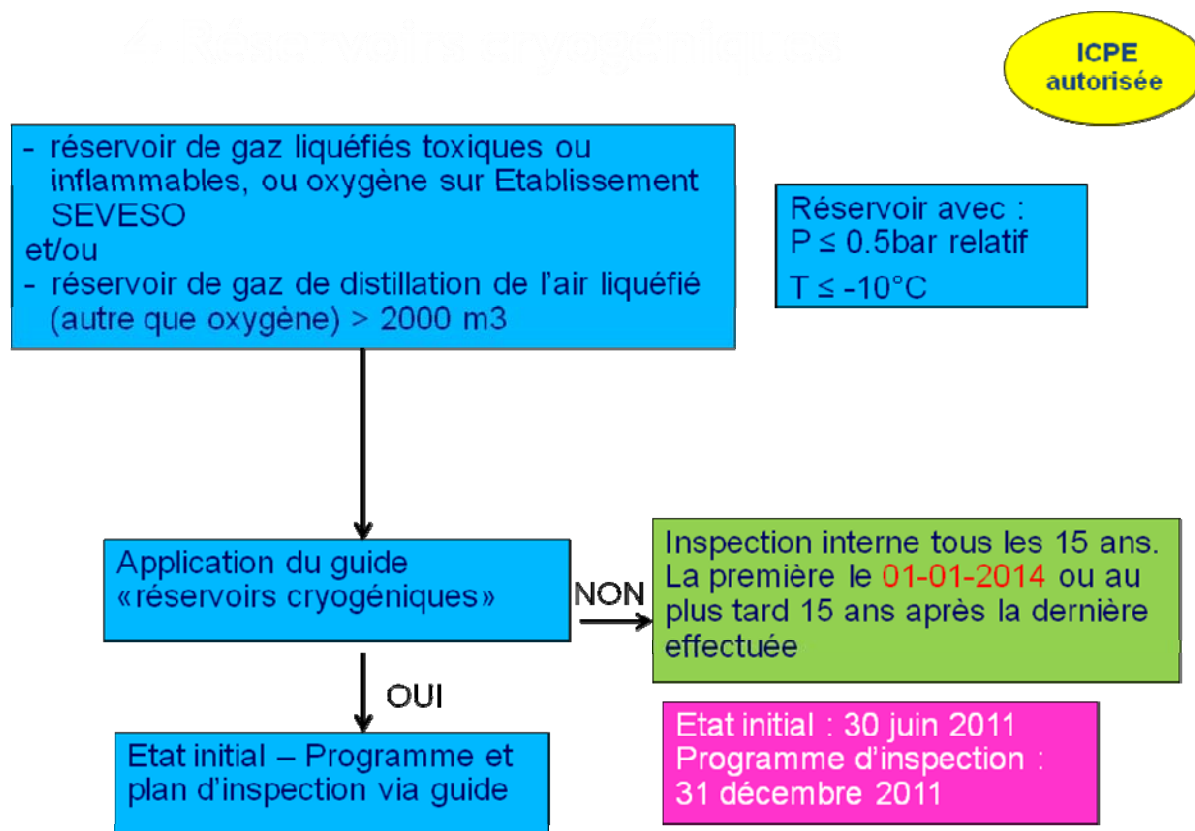 4. Réservoirs cryogéniques
ICPE
autorisée
- réservoir de gaz liquéfiés toxiques ou
inflammables, ou oxygène sur Etablissement
SEVESO
et/ou
- réservoir de gaz de distillation de l'air liquéfié
(autre que oxygène) > 2000 m3
Réservoir avec :
P ≤ 0.5bar relatif
T ≤ -10°C
Application du guide
«réservoirs cryogéniques»
NON
Inspection interne tous les 15 ans.
La première le 01-01-2014 ou au
plus tard 15 ans après la dernière
effectuée
OUI
Etat initial – Programme et
plan d'inspection via guide
Etat initial : 30 juin 2011
Programme d'inspection :
31 décembre 2011